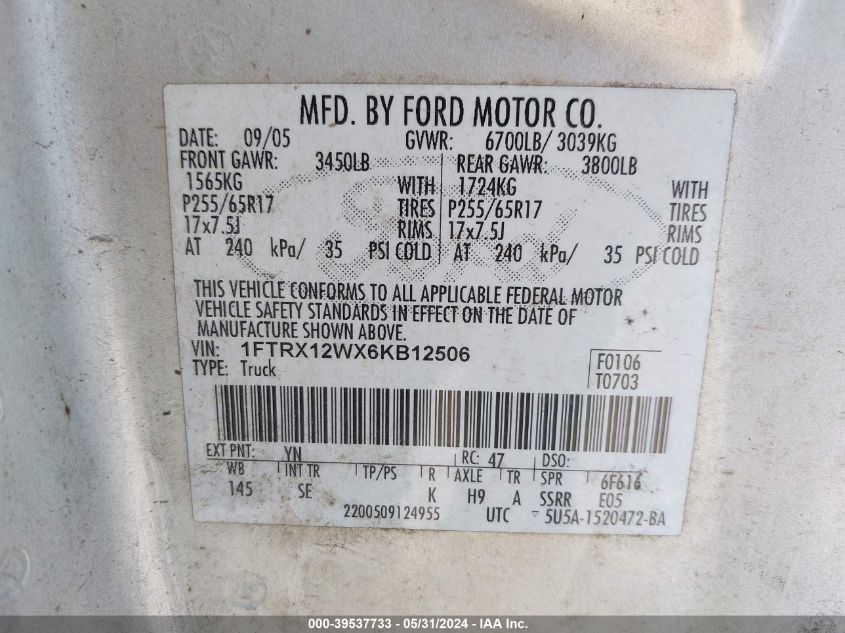 MFD. BY FORD MOTOR CO.
DATE: 09/05 GVWR: 6700LB/ 3039KG
FRONT GAWR: 3450LB REAR GAWR: 3800LB
1565KG WITH 1724KG WITH
P255/65R17 TIRES P255/65R17 TIRES
17x7.5J RIMS 17x7.5J RIMS
AT 240 kPa/ 35 PSI COLD AT 240 kPa/ 35 PSI COLD
THIS VEHICLE CONFORMS TO ALL APPLICABLE FEDERAL MOTOR
VEHICLE SAFETY STANDARDS IN EFFECT ON THE DATE OF
MANUFACTURE SHOWN ABOVE.
VIN: 1FTRX12WX6KB12506
TYPE: Truck
F0106
T0703
EXT PNT: YN RC: 47 DSO:
WB INT TR TP/PS R AXLE TR SPR 6F616
145 SE K H9 A SSRR E05
2200509124955 UTC ▽ 5U5A-1520472-BA
000-39537733 - 05/31/2024 - IAA Inc.